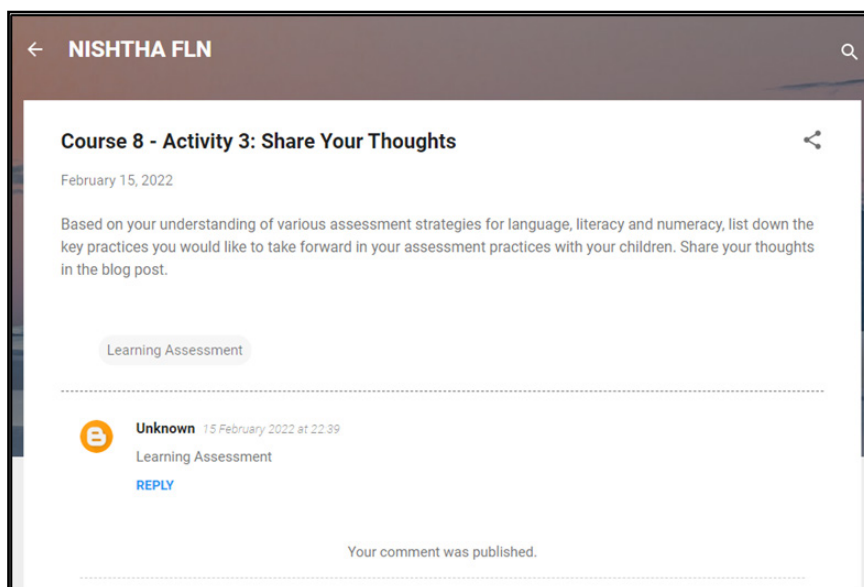 NISHTHA FLN
Course 8 - Activity 3: Share Your Thoughts
February 15, 2022
Based on your understanding of various assessment strategies for language, literacy and numeracy, list down the
key practices you would like to take forward in your assessment practices with your children. Share your thoughts
in the blog post.
Learning Assessment
Unknown 15 February 2022 at 22:39
Learning Assessment
REPLY
Your comment was published.